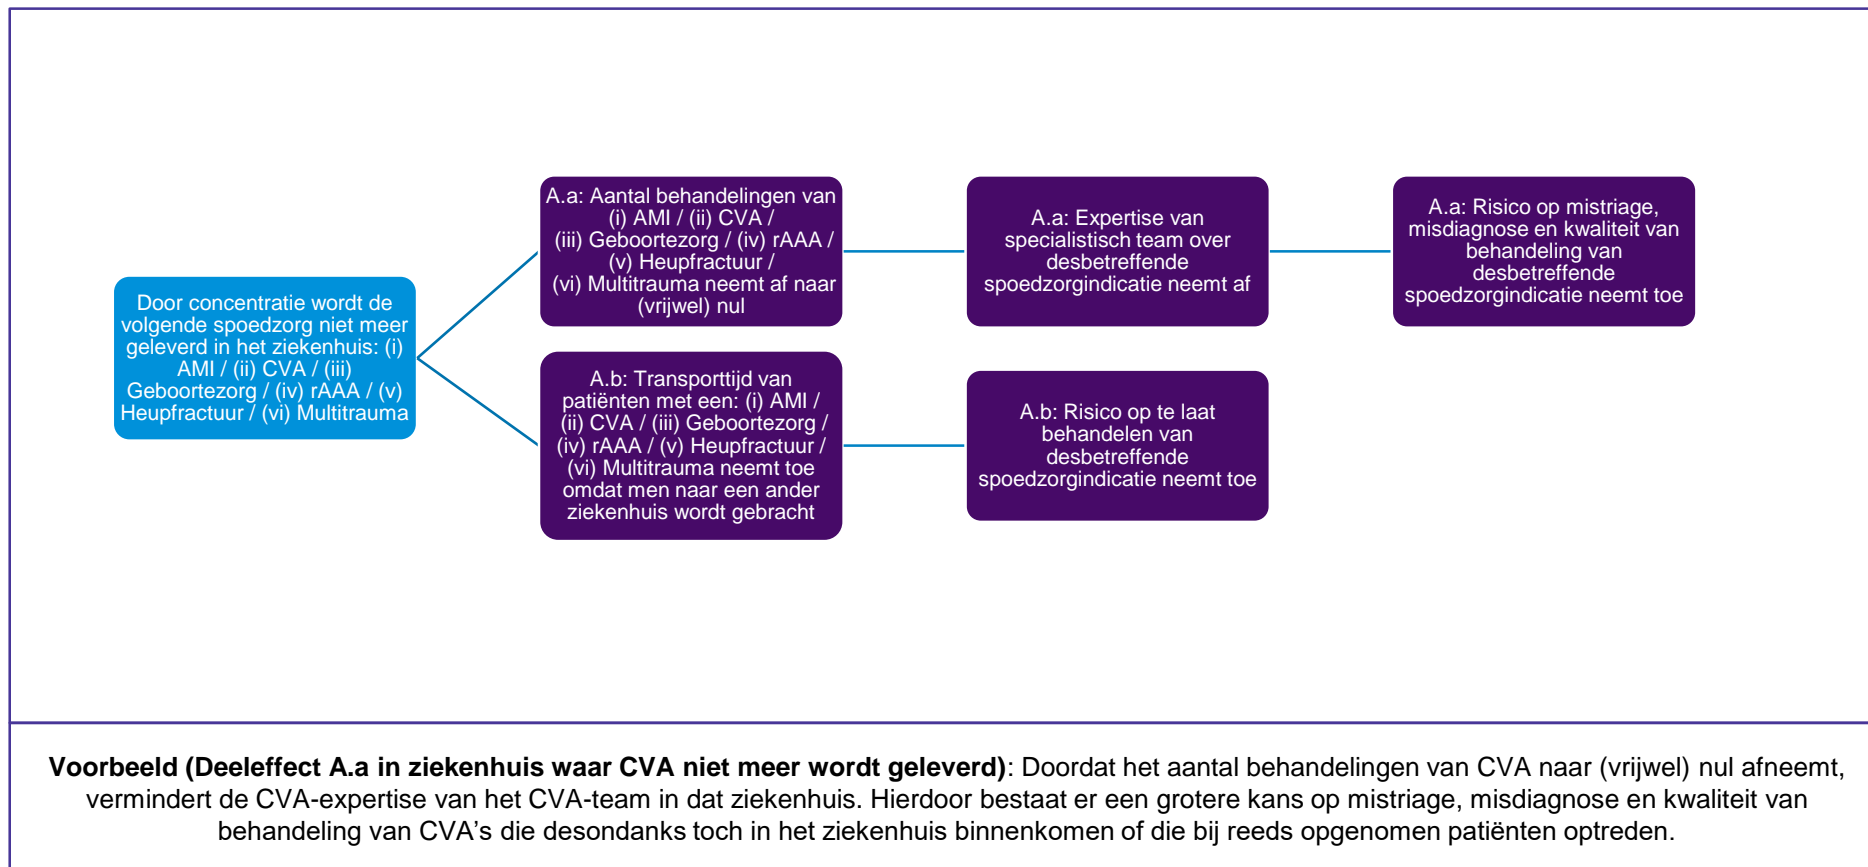 Door concentratie wordt de
volgende spoedzorg niet meer
geleverd in het ziekenhuis: (i)
AMI / (ii) CVA / (iii)
Geboortezorg / (iv) rAAA / (v)
Heupfractuur / (vi) Multitrauma
A.a: Aantal behandelingen van
(i) AMI / (ii) CVA /
(iii) Geboortezorg / (iv) rAAA /
(v) Heupfractuur /
(vi) Multitrauma neemt af naar
(vrijwel) nul
A.a: Expertise van
specialistisch team over
desbetreffende
spoedzorgindicatie neemt af
A.a: Risico op mistriage,
misdiagnose en kwaliteit van
behandeling van
desbetreffende
spoedzorgindicatie neemt toe
A.b: Transporttijd van
patiënten met een: (i) AMI /
(ii) CVA / (iii) Geboortezorg /
(iv) rAAA / (v) Heupfractuur /
(vi) Multitrauma neemt toe
omdat men naar een ander
ziekenhuis wordt gebracht
A.b: Risico op te laat
behandelen van
desbetreffende
spoedzorgindicatie neemt toe
Voorbeeld (Deeleffect A.a in ziekenhuis waar CVA niet meer wordt geleverd): Doordat het aantal behandelingen van CVA naar (vrijwel) nul afneemt,
vermindert de CVA-expertise van het CVA-team in dat ziekenhuis. Hierdoor bestaat er een grotere kans op mistriage, misdiagnose en kwaliteit van
behandeling van CVA's die desondanks toch in het ziekenhuis binnenkomen of die bij reeds opgenomen patiënten optreden.